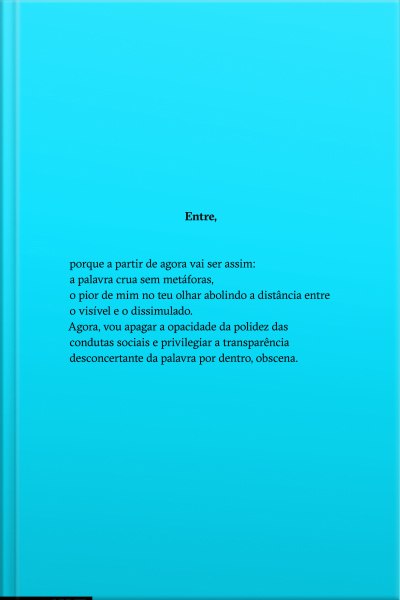 Entre,
porque a partir de agora vai ser assim:
a palavra crua sem metáforas,
o pior de mim no teu olhar abolindo a distância entre
o visível e o dissimulado.
Agora, vou apagar a opacidade da polidez das
condutas sociais e privilegiar a transparência
desconcertante da palavra por dentro, obscena.